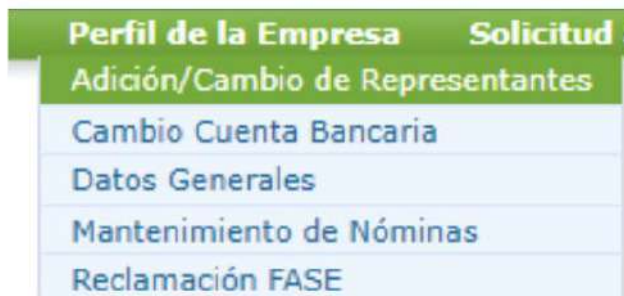 Perfil de la Empresa Solicitud
Adición/Cambio de Representantes
Cambio Cuenta Bancaria
Datos Generales
Mantenimiento de Nóminas
Reclamación FASE